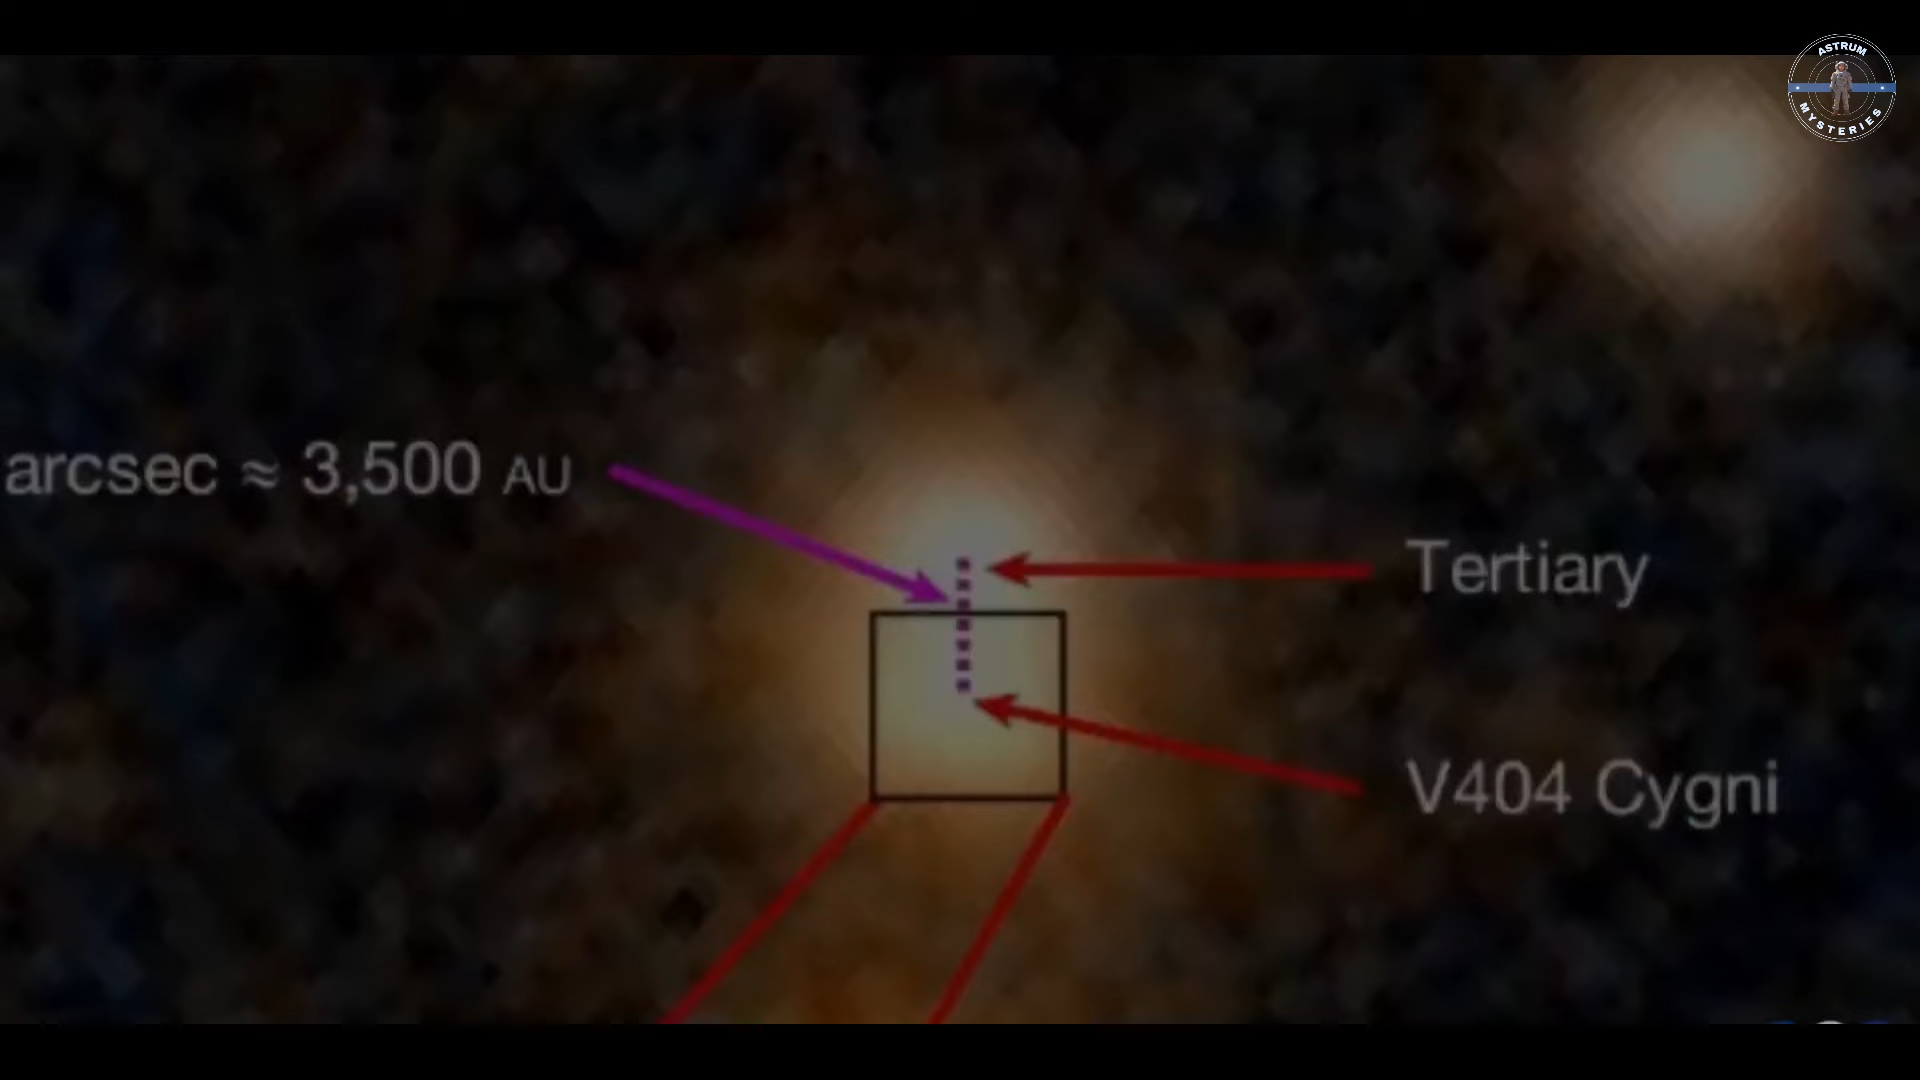 ASTRUM
MYSTERIES
arcsec ≈ 3,500 AU
Tertiary
V404 Cygni